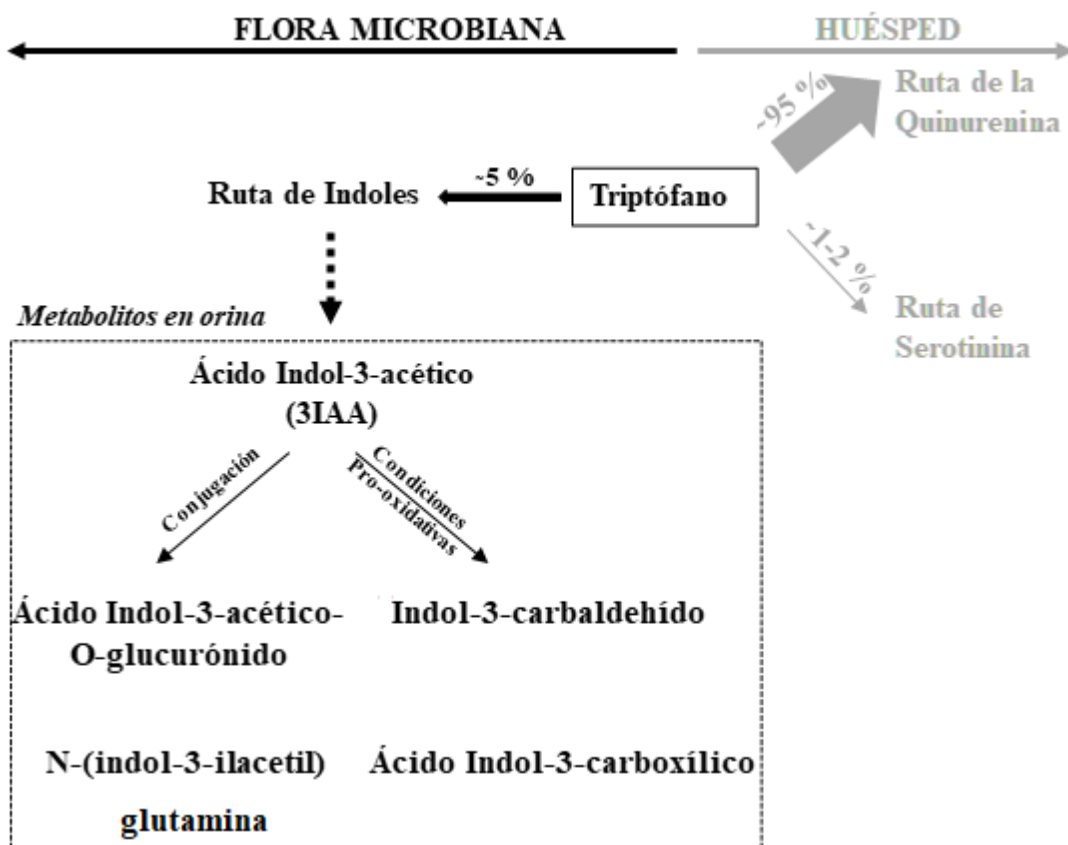 FLORA MICROBIANA
HUÉSPED
~95 %
Ruta de la
Quinurenina
~5 %
Ruta de Indoles
Triptófano
~1-2 %
Ruta de
Serotinina
Metabolitos en orina
Ácido Indol-3-acético
(3IAA)
Conjugación
Condiciones
Pro-oxidativas
Ácido Indol-3-acético-
O-glucurónido
Indol-3-carbaldehído
N-(indol-3-ilacetil)
glutamina
Ácido Indol-3-carboxílico